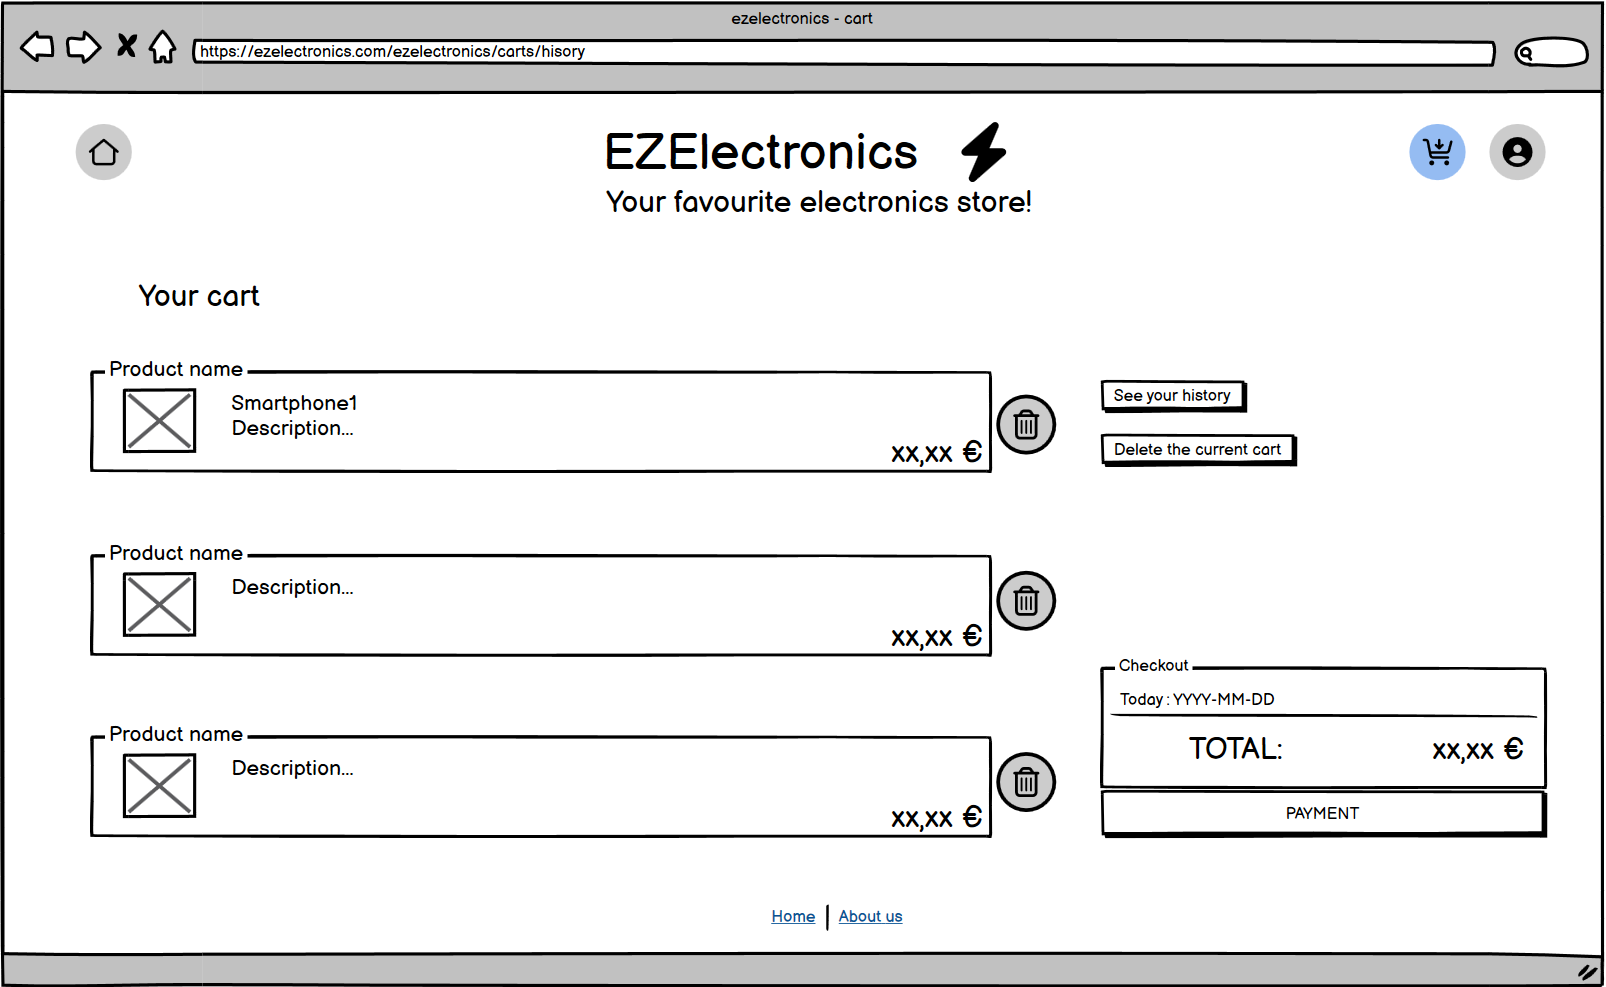 ezelectronics - cart
https://ezelectronics.com/ezelectronics/carts/hisory
EZElectronics
Your favourite electronics store!
Your cart
Product name
Smartphone1
Description...
xx,xx €
See your history
Delete the current cart
Product name
Description...
xx,xx €
Product name
Description...
xx,xx €
Checkout
Today : YYYY-MM-DD
TOTAL: xx,xx €
PAYMENT
Home | About us